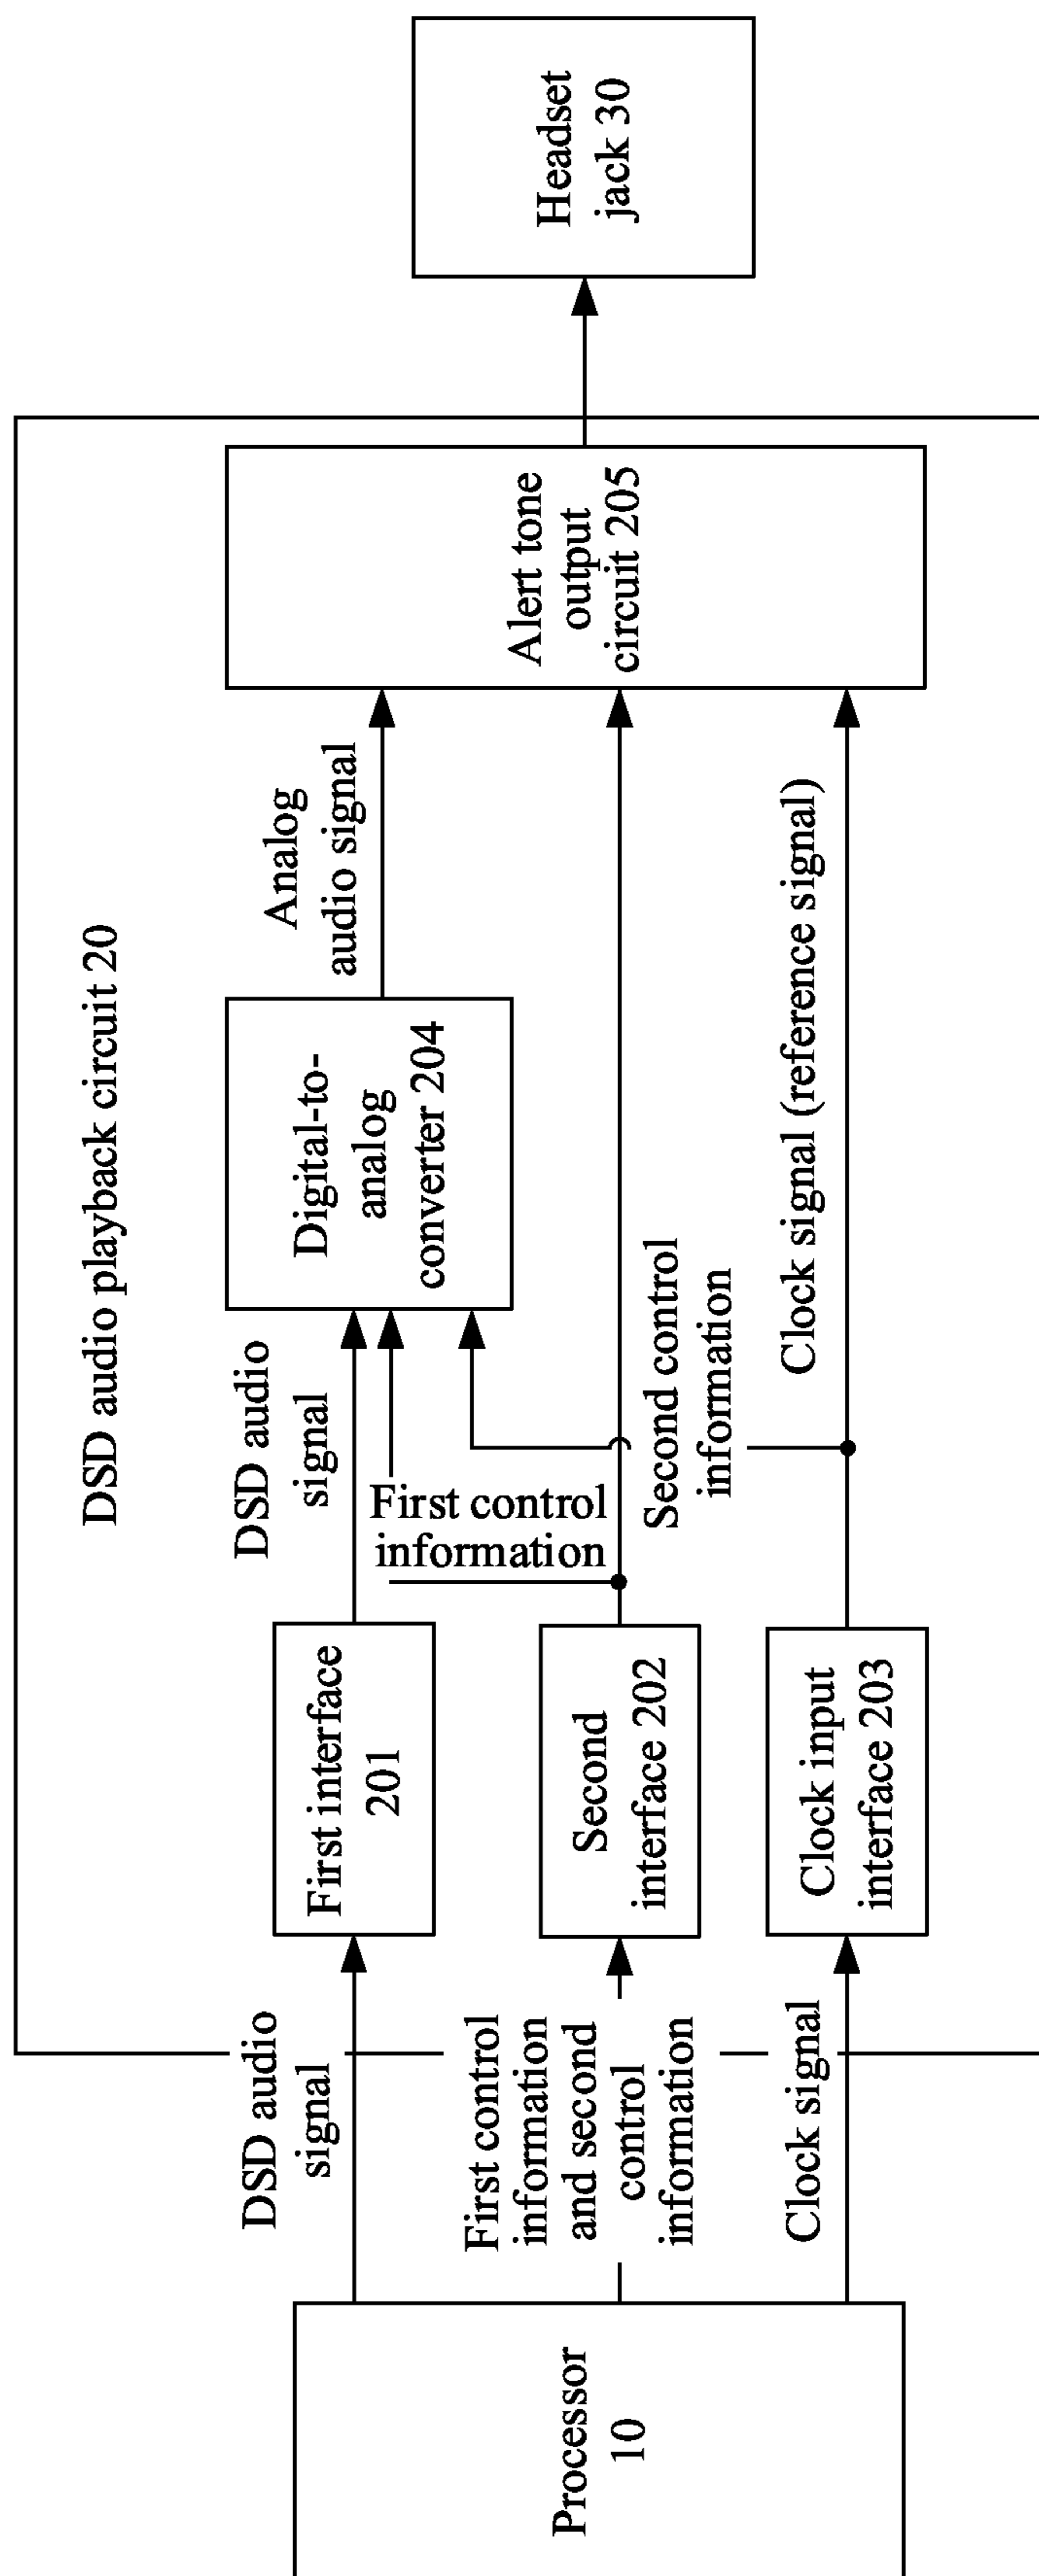 DSD audio playback circuit 20
Processor
10
DSD audio
signal
First control
information
and second
control
information
Clock signal
First interface
201
Second
interface 202
Clock input
interface 203
DSD audio
signal
First control
information
Second control
information
Clock signal (reference signal)
Digital-to-
analog
converter 204
Analog
audio signal
Alert tone
output
circuit 205
Headset
jack 30